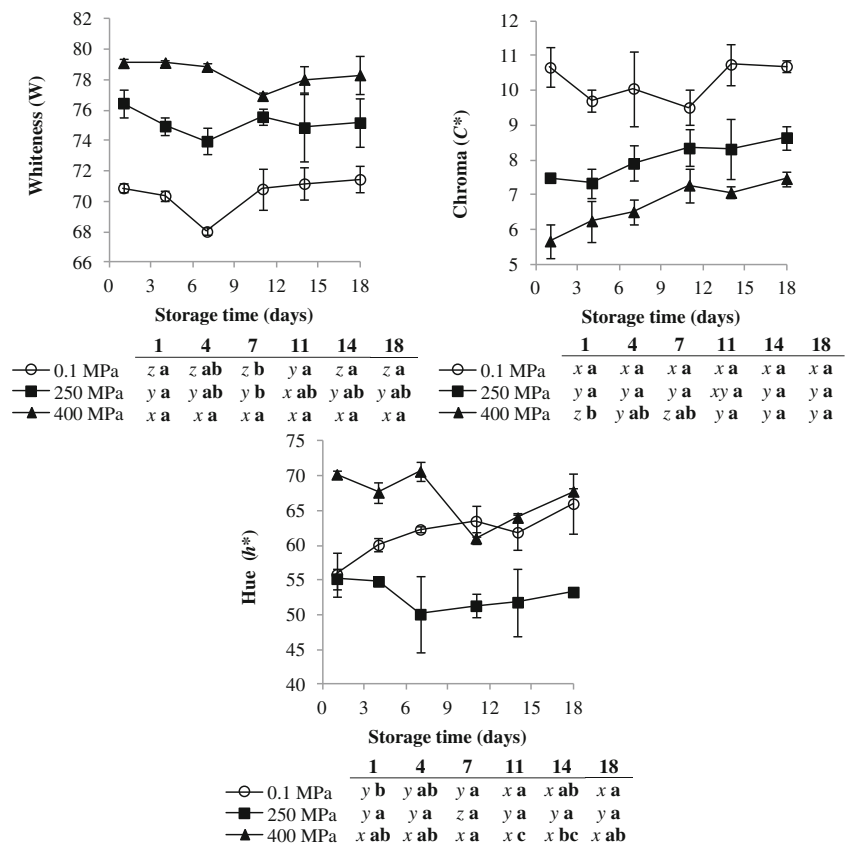 Whiteness (W)
80
78
76
74
72
70
68
66
0 3 6 9 12 15 18
Storage time (days)
1 4 7 11 14 18
0.1 MPa z a z ab z b y a z a z a
250 MPa y a y ab y b x ab y ab y ab
400 MPa x a x a x a x a x a x a
Chroma (C*)
12
11
10
9
8
7
6
5
0 3 6 9 12 15 18
Storage time (days)
1 4 7 11 14 18
0.1 MPa x a x a x a x a x a x a
250 MPa y a y a y a xy a y a y a
400 MPa z b y ab z ab y a y a y a
Hue (h*)
75
70
65
60
55
50
45
40
0 3 6 9 12 15 18
Storage time (days)
1 4 7 11 14 18
0.1 MPa y b y ab y a x a x ab x a
250 MPa y a y a z a y a y a y a
400 MPa x ab x ab x a x c x bc x ab